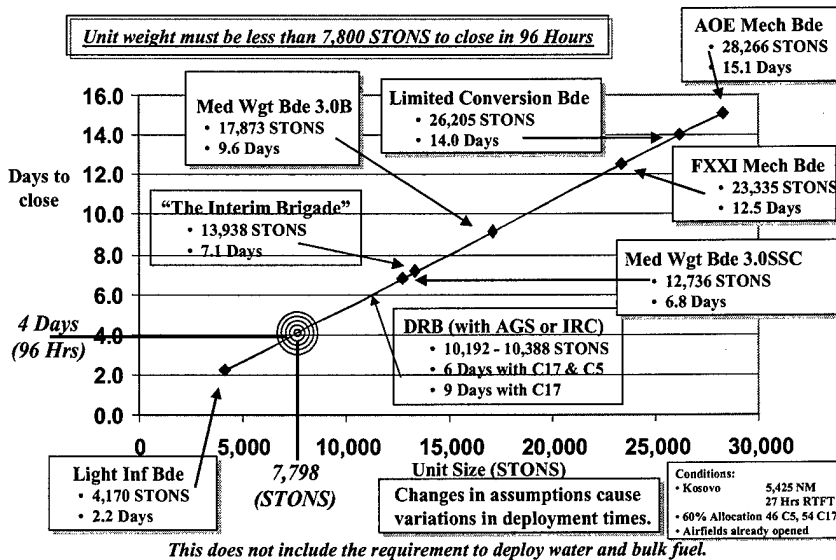 Unit weight must be less than 7,800 STONS to close in 96 Hours
AOE Mech Bde
• 28,266 STONS
• 15.1 Days
Med Wgt Bde 3.0B
• 17,873 STONS
• 9.6 Days
Limited Conversion Bde
• 26,205 STONS
• 14.0 Days
FXXI Mech Bde
• 23,335 STONS
• 12.5 Days
"The Interim Brigade"
• 13,938 STONS
• 7.1 Days
Med Wgt Bde 3.0SSC
• 12,736 STONS
• 6.8 Days
DRB (with AGS or IRC)
• 10,192 - 10,388 STONS
• 6 Days with C17 & C5
• 9 Days with C17
Days to
close
16.0
14.0
12.0
10.0
8.0
6.0
4.0
2.0
0.0
4 Days
(96 Hrs)
0
5,000
10,000
15,000
20,000
25,000
30,000
Unit Size (STONS)
7,798
(STONS)
Light Inf Bde
• 4,170 STONS
• 2.2 Days
Changes in assumptions cause
variations in deployment times.
Conditions:
• Kosovo 5,425 NM
27 Hrs RTFT
• 60% Allocation 46 C5, 54 C17
• Airfields already opened
This does not include the requirement to deploy water and bulk fuel.